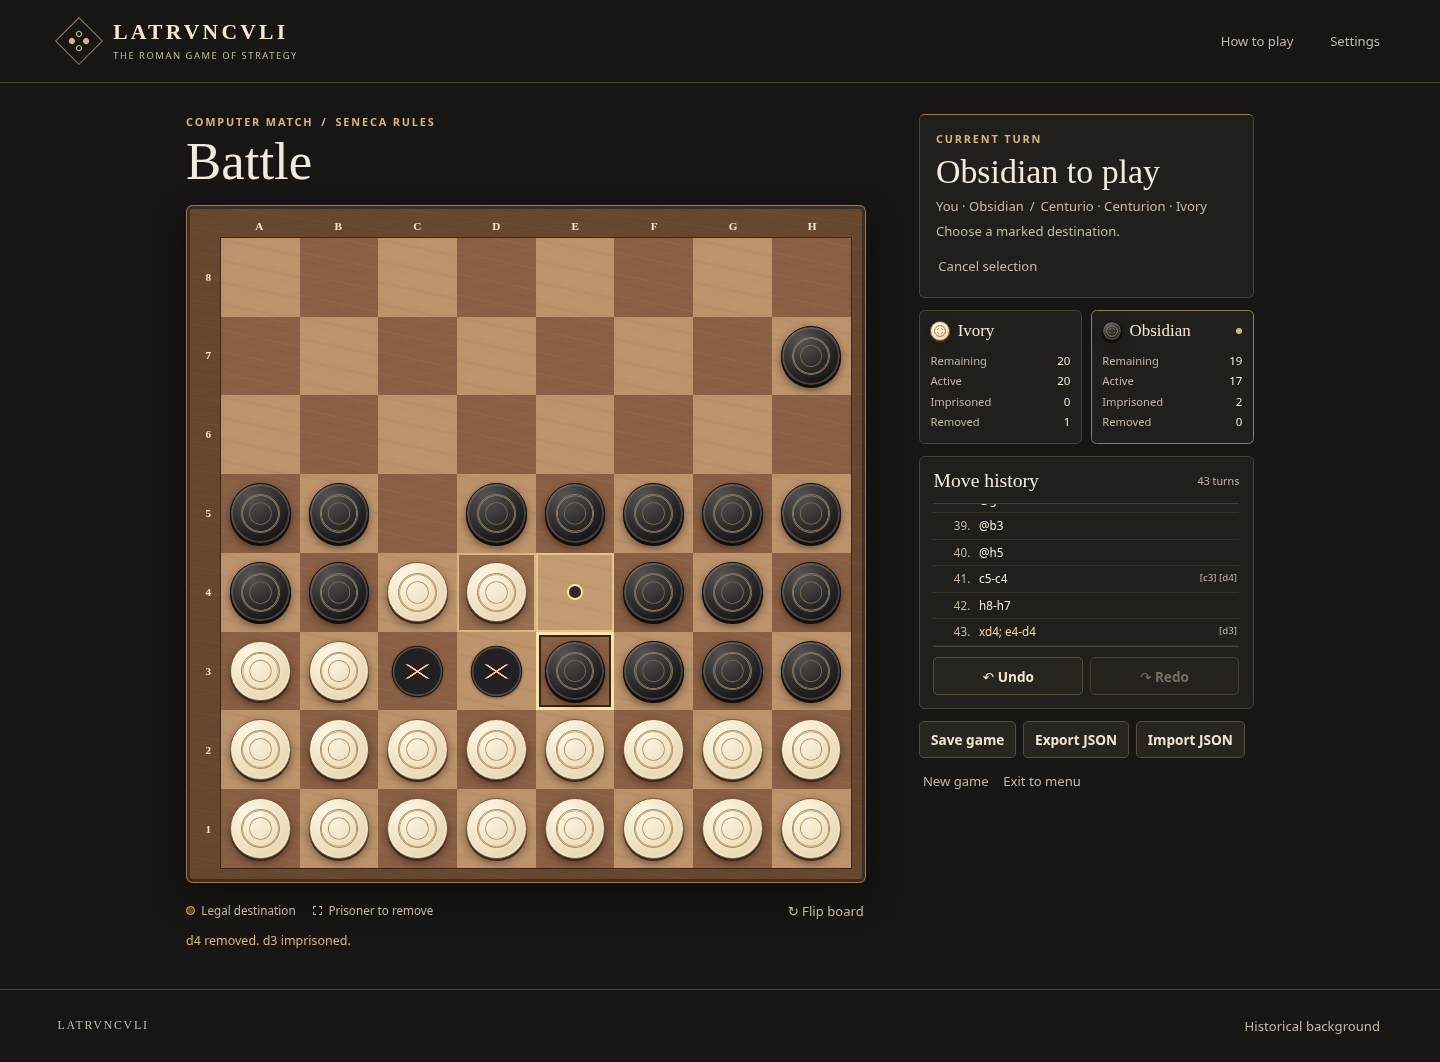 LATRVNCVLI
THE ROMAN GAME OF STRATEGY
How to play
Settings
COMPUTER MATCH / SENECA RULES
Battle
A B C D E F G H
8
7
6
5
4
3
2
1
Legal destination
Prisoner to remove
↻ Flip board
d4 removed. d3 imprisoned.
CURRENT TURN
Obsidian to play
You · Obsidian / Centurio · Centurion · Ivory
Choose a marked destination.
Cancel selection
Ivory
Remaining 20
Active 20
Imprisoned 0
Removed 1
Obsidian
Remaining 19
Active 17
Imprisoned 2
Removed 0
Move history 43 turns
39. @b3
40. @h5
41. c5-c4 [c3] [d4]
42. h8-h7
43. xd4; e4-d4 [d3]
↶ Undo
↷ Redo
Save game
Export JSON
Import JSON
New game
Exit to menu
LATRVNCVLI
Historical background